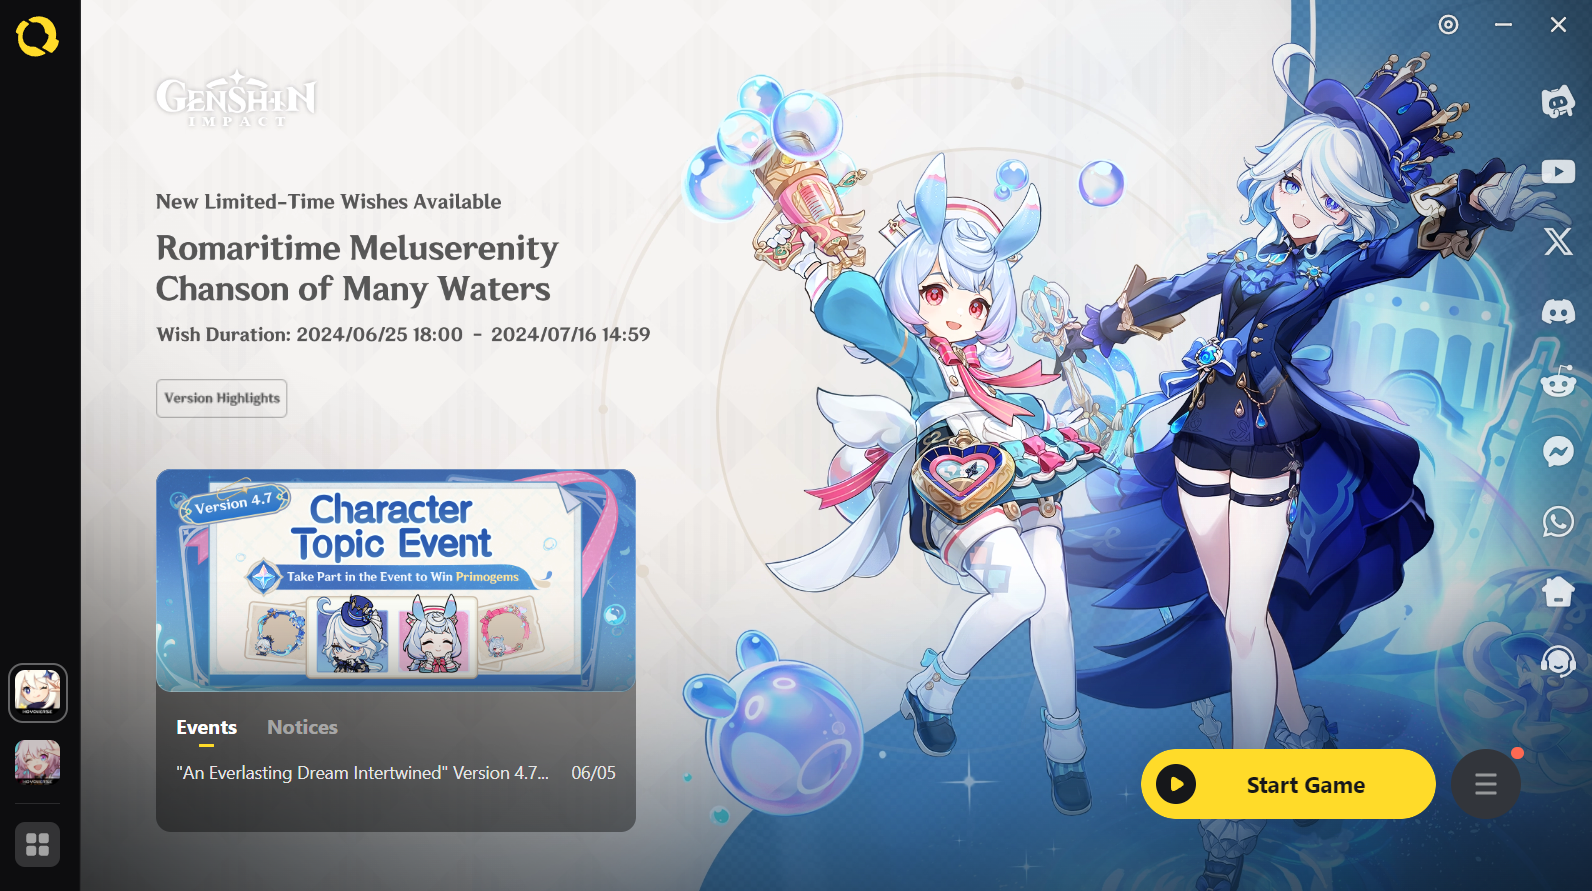 GENSHIN
IMPACT
New Limited-Time Wishes Available
Romaritime Meluserenity
Chanson of Many Waters
Wish Duration: 2024/06/25 18:00 - 2024/07/16 14:59
Version Highlights
Version 4.7
Character
Topic Event
Take Part in the Event to Win Primogems
Events Notices
"An Everlasting Dream Intertwined" Version 4.7... 06/05
HOYOVERSE
HOYOVERSE
Start Game